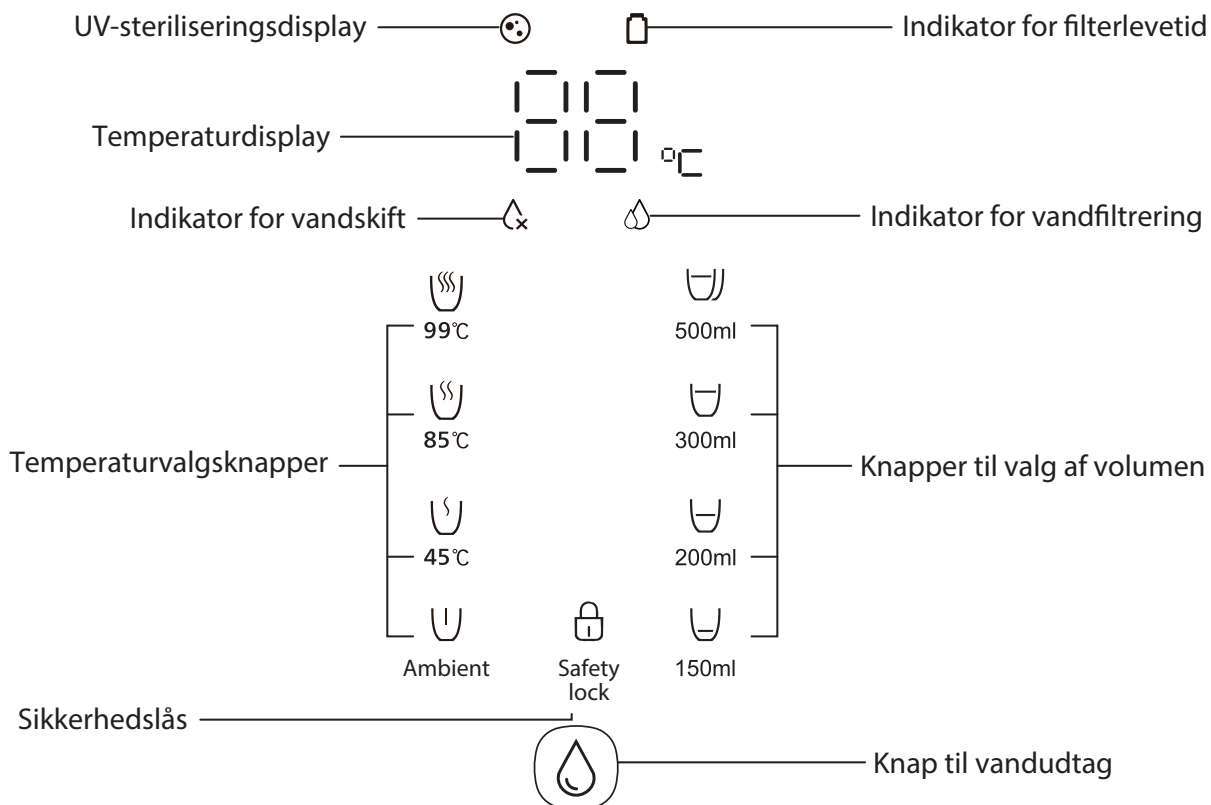 UV-steriliseringsdisplay
Indikator for filterlevetid
Temperaturdisplay
88 °C
Indikator for vandskift
Indikator for vandfiltrering
99℃
500ml
85℃
300ml
Temperaturvalgsknapper
Knapper til valg af volumen
45℃
200ml
Ambient
Safety
lock
150ml
Sikkerhedslås
Knap til vandudtag